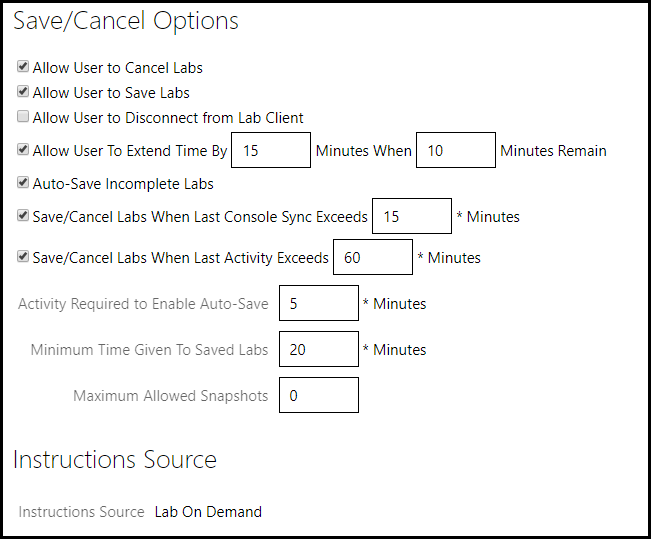 Save/Cancel Options
Allow User to Cancel Labs
Allow User to Save Labs
Allow User to Disconnect from Lab Client
Allow User To Extend Time By 15 Minutes When 10 Minutes Remain
Auto-Save Incomplete Labs
Save/Cancel Labs When Last Console Sync Exceeds 15 * Minutes
Save/Cancel Labs When Last Activity Exceeds 60 * Minutes
Activity Required to Enable Auto-Save 5 * Minutes
Minimum Time Given To Saved Labs 20 * Minutes
Maximum Allowed Snapshots 0
Instructions Source
Instructions Source Lab On Demand